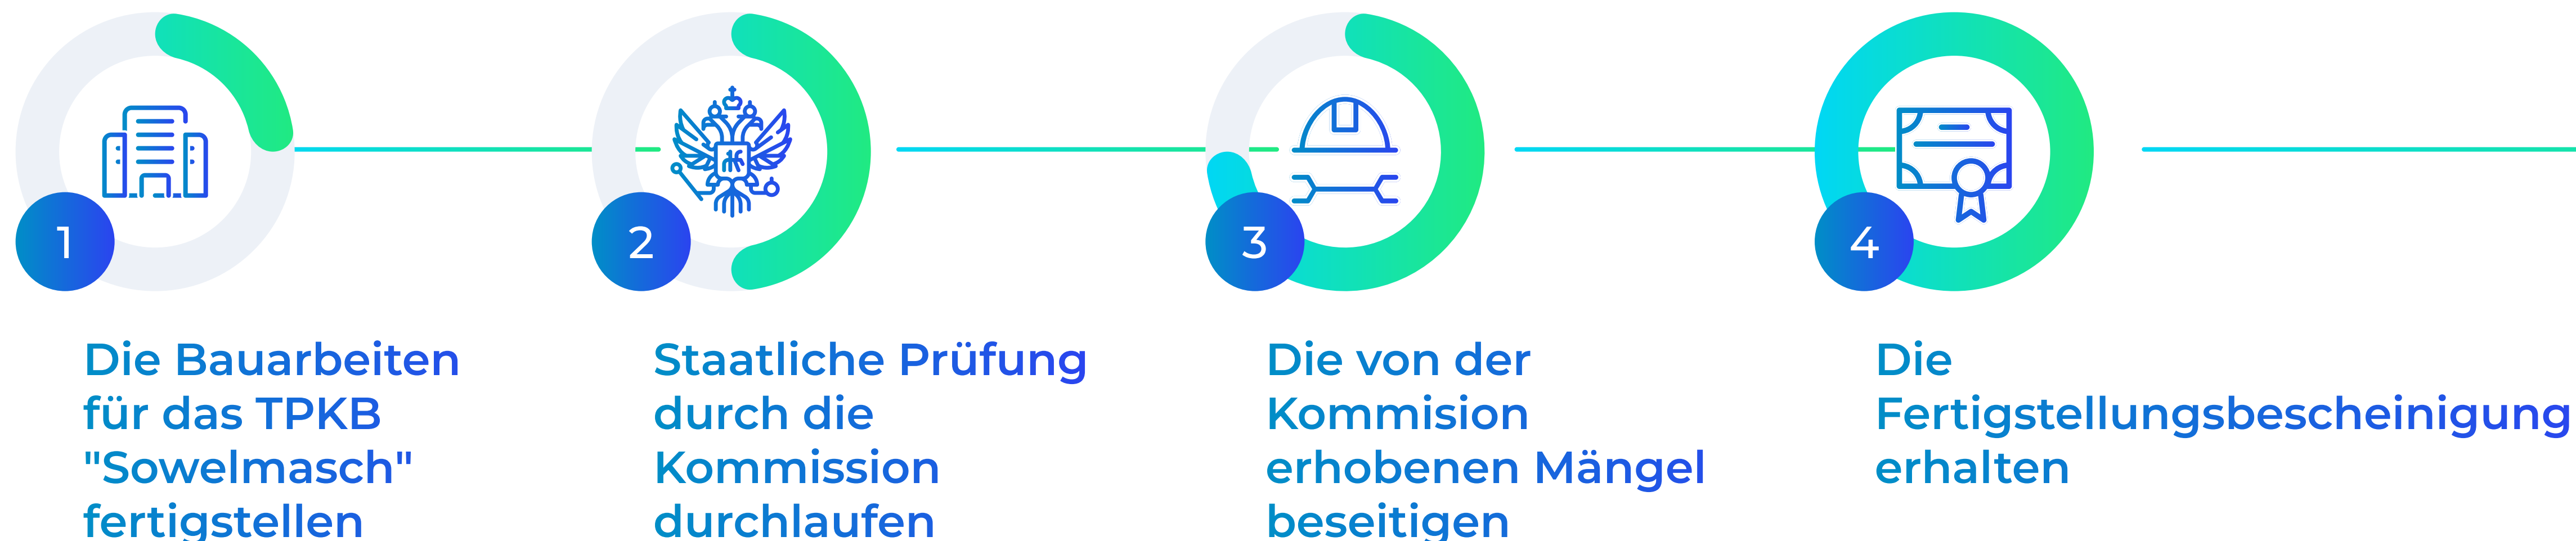 1
Die Bauarbeiten
für das TPKB
"Sowelmasch"
fertigstellen
2
Staatliche Prüfung
durch die
Kommission
durchlaufen
3
Die von der
Kommision
erhobenen Mängel
beseitigen
4
Die
Fertigstellungsbescheinigung
erhalten